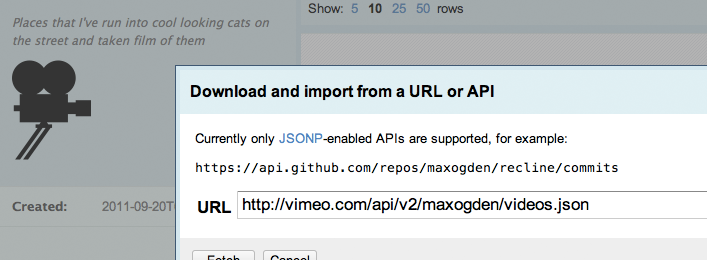 Places that I've run into cool looking cats on
the street and taken film of them
Show: 5 10 25 50 rows
Download and import from a URL or API
Currently only JSONP-enabled APIs are supported, for example:
https://api.github.com/repos/maxogden/recline/commits
Created: 2011-09-20T
URL http://vimeo.com/api/v2/maxogden/videos.json
Fetch Cancel